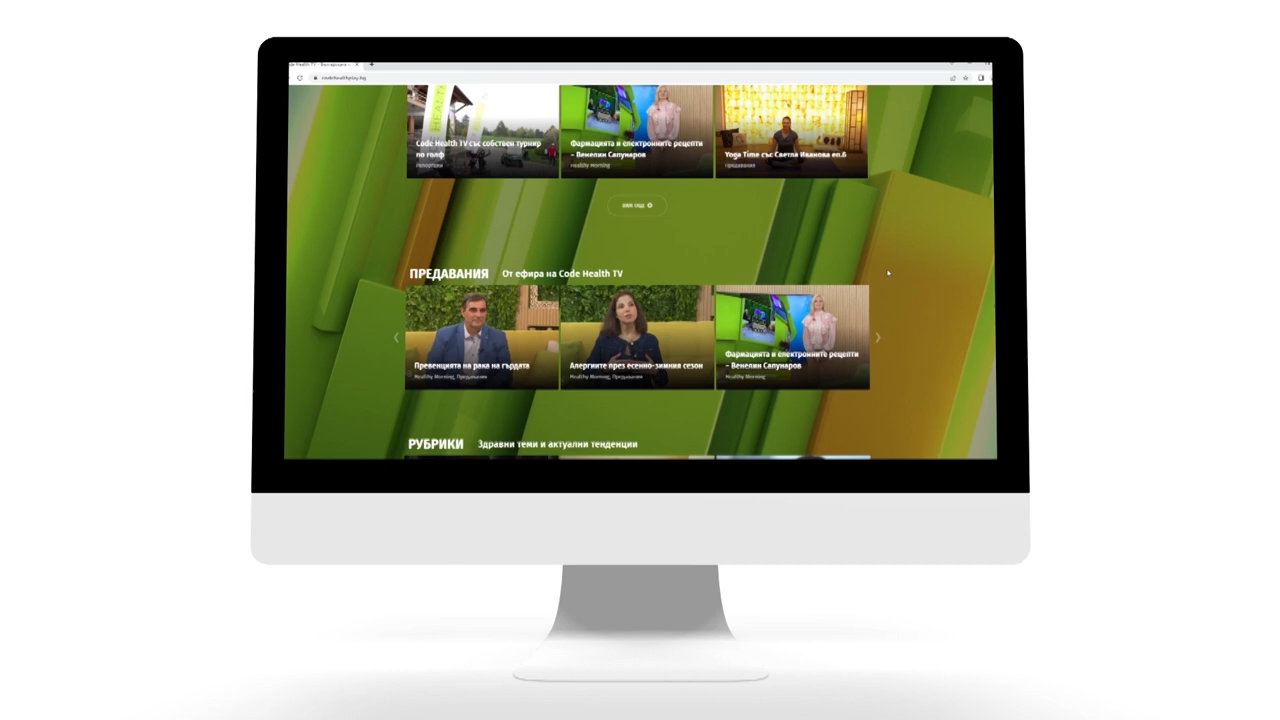 Code Health TV със собствен турнир
по голф
Фармацията и електронните рецепти
– Венелин Сапунаров
Healthy Morning
Yoga Time със Светла Иванова еп.6
Предавания
ВИЖ ОЩЕ
ПРЕДАВАНИЯ От ефира на Code Health TV
Превенцията на рака на гърдата
Healthy Morning, Предавания
Алергиите през есенно-зимния сезон
Healthy Morning, Предавания
Фармацията и електронните рецепти
– Венелин Сапунаров
Healthy Morning
РУБРИКИ Здравни теми и актуални тенденции